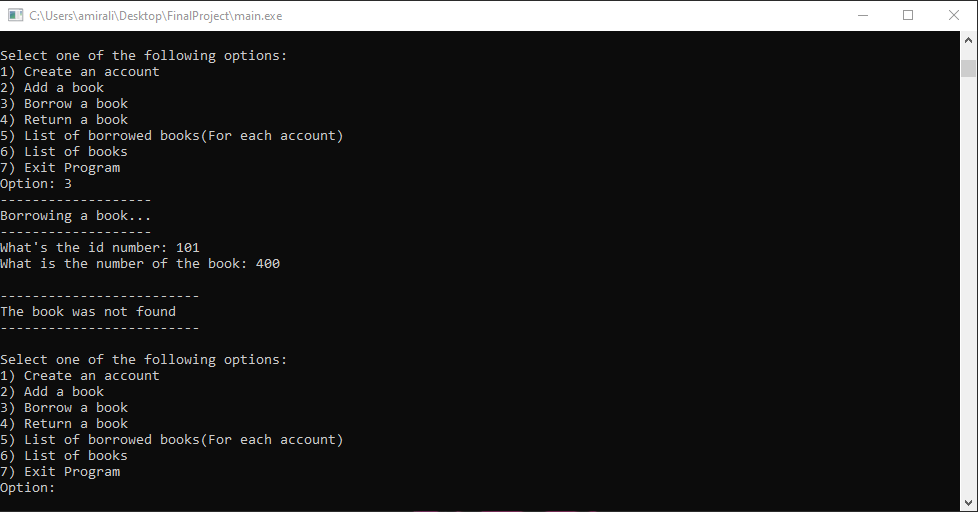 C:\Users\amirali\Desktop\FinalProject\main.exe
Select one of the following options:
1) Create an account
2) Add a book
3) Borrow a book
4) Return a book
5) List of borrowed books(For each account)
6) List of books
7) Exit Program
Option: 3
-------------------
Borrowing a book...
-------------------
What's the id number: 101
What is the number of the book: 400
-------------------------
The book was not found
-------------------------
Select one of the following options:
1) Create an account
2) Add a book
3) Borrow a book
4) Return a book
5) List of borrowed books(For each account)
6) List of books
7) Exit Program
Option: